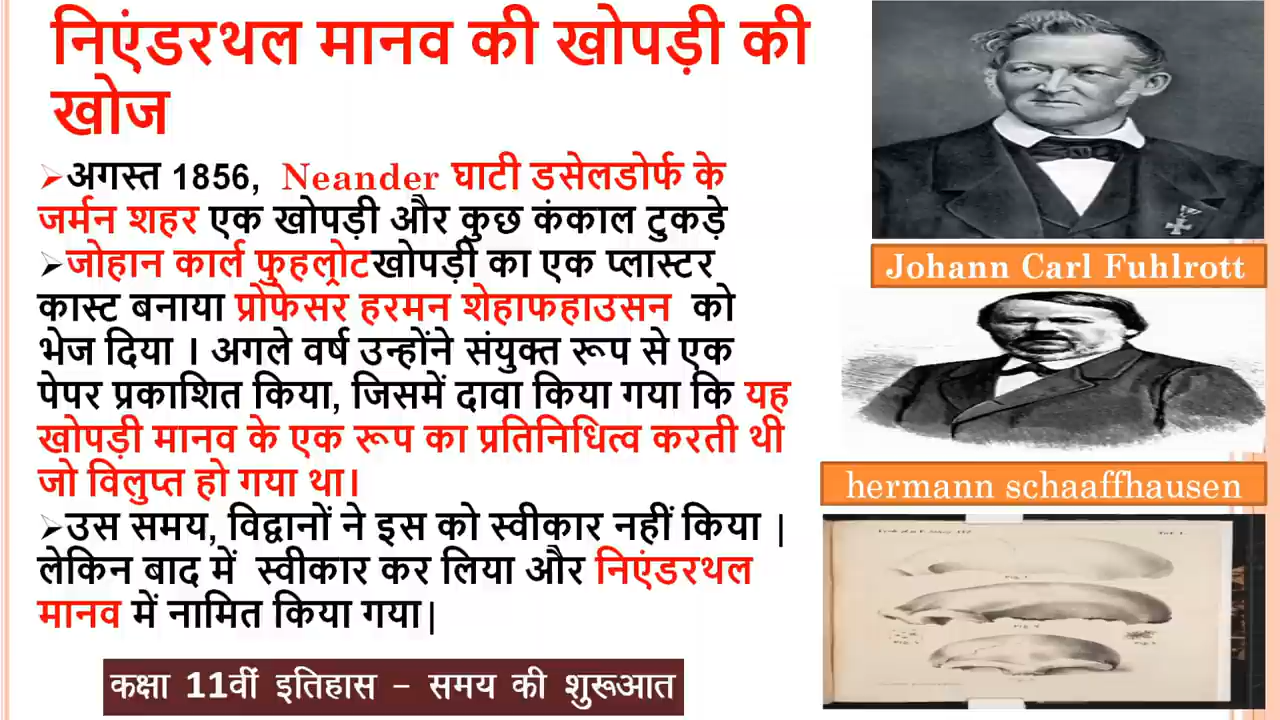 निएंडरथल मानव की खोपड़ी की
खोज
➢अगस्त 1856, Neander घाटी डसेलडोर्फ के
जर्मन शहर एक खोपड़ी और कुछ कंकाल टुकड़े
➢जोहान कार्ल फुहल्रोटखोपड़ी का एक प्लास्टर
कास्ट बनाया प्रोफेसर हरमन शेहाफहाउसन को
भेज दिया । अगले वर्ष उन्होंने संयुक्त रूप से एक
पेपर प्रकाशित किया, जिसमें दावा किया गया कि यह
खोपड़ी मानव के एक रूप का प्रतिनिधित्व करती थी
जो विलुप्त हो गया था।
➢उस समय, विद्वानों ने इस को स्वीकार नहीं किया |
लेकिन बाद में स्वीकार कर लिया और निएंडरथल
मानव में नामित किया गया|
कक्षा 11वीं इतिहास – समय की शुरूआत
Johann Carl Fuhlrott
hermann schaaffhausen